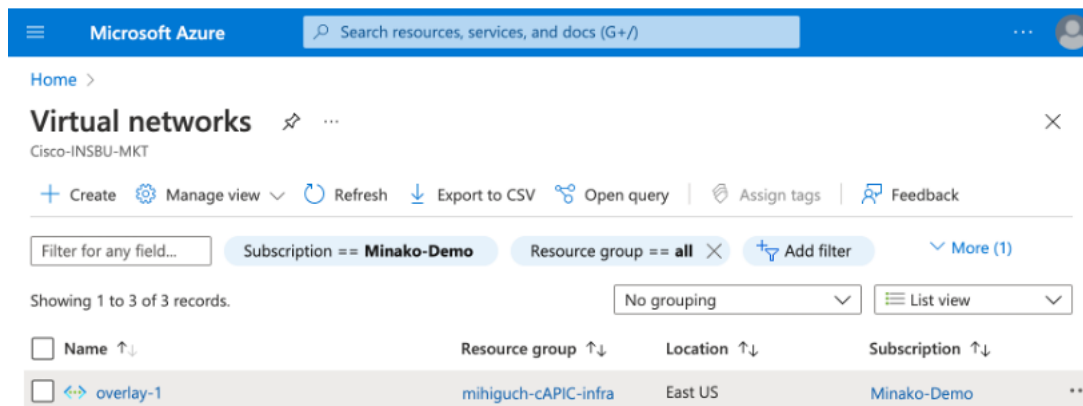 Microsoft Azure Search resources, services, and docs (G+/) ...
Home >
Virtual networks ...
Cisco-INSBU-MKT
+ Create Manage view Refresh Export to CSV Open query Assign tags Feedback
Filter for any field... Subscription == Minako-Demo Resource group == all Add filter More (1)
Showing 1 to 3 of 3 records. No grouping List view
Name ↑↓ Resource group ↑↓ Location ↑↓ Subscription ↑↓
overlay-1 mihiguch-cAPIC-infra East US Minako-Demo